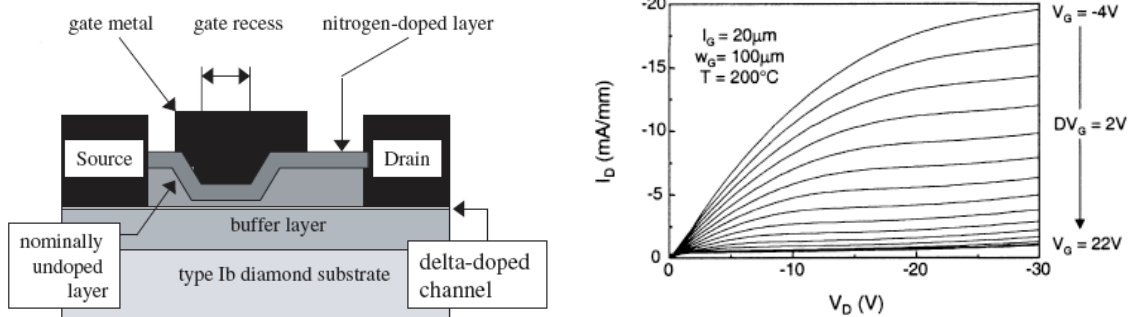 gate metal
gate recess
nitrogen-doped layer
Source
Drain
buffer layer
nominally
undoped
layer
type Ib diamond substrate
delta-doped
channel
-20
-15
-10
-5
0
I_D (mA/mm)
l_G = 20μm
w_G = 100μm
T = 200°C
V_G = -4V
DV_G = 2V
V_G = 22V
0
-10
-20
-30
V_D (V)